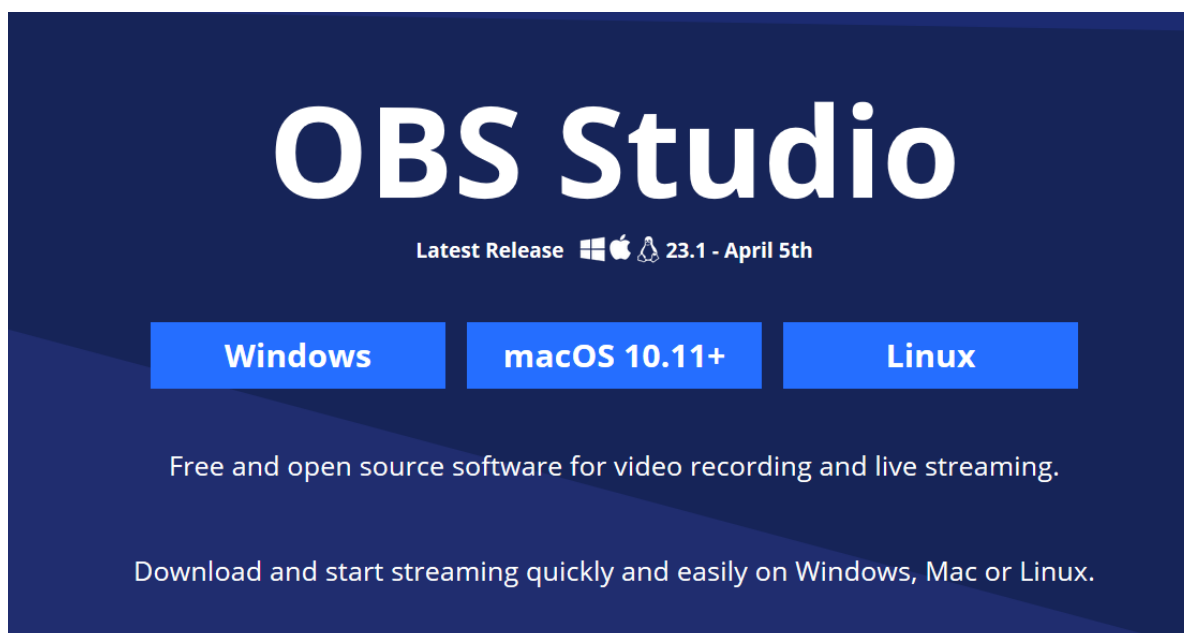 OBS Studio
Latest Release 23.1 - April 5th
Windows
macOS 10.11+
Linux
Free and open source software for video recording and live streaming.
Download and start streaming quickly and easily on Windows, Mac or Linux.